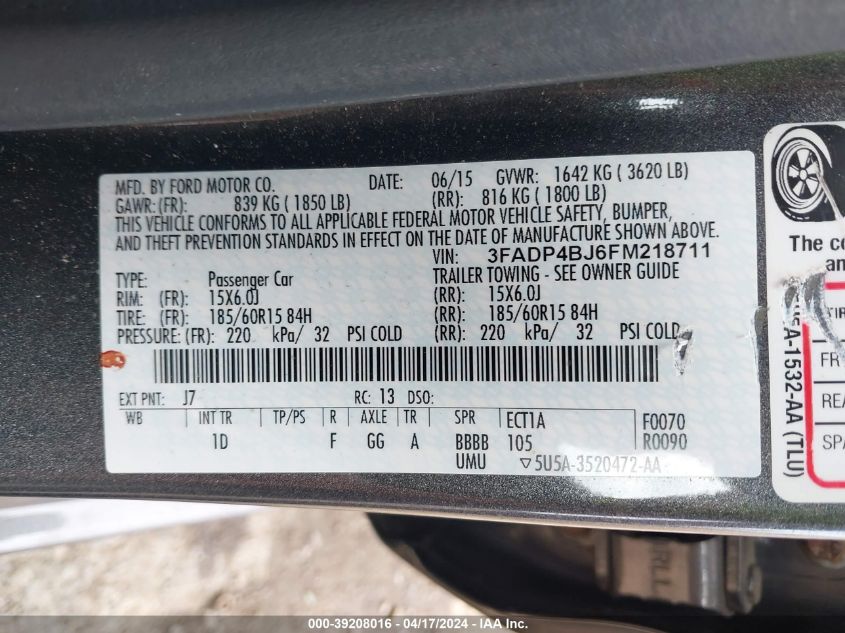 MFD. BY FORD MOTOR CO. DATE: 06/15 GVWR: 1642 KG ( 3620 LB)
GAWR: (FR): 839 KG ( 1850 LB) (RR): 816 KG ( 1800 LB)
THIS VEHICLE CONFORMS TO ALL APPLICABLE FEDERAL MOTOR VEHICLE SAFETY, BUMPER,
AND THEFT PREVENTION STANDARDS IN EFFECT ON THE DATE OF MANUFACTURE SHOWN ABOVE.
VIN: 3FADP4BJ6FM218711
TYPE: Passenger Car TRAILER TOWING - SEE OWNER GUIDE
RIM: (FR): 15X6.0J (RR): 15X6.0J
TIRE: (FR): 185/60R15 84H (RR): 185/60R15 84H
PRESSURE: (FR): 220 kPa/ 32 PSI COLD (RR): 220 kPa/ 32 PSI COLD
EXT PNT: J7 RC: 13 DSO:
WB INT TR TP/PS R AXLE TR SPR ECT1A F0070
1D F GG A BBBB 105 R0090
UMU ▽5U5A-3520472-AA
The co
an
TIR
FR
REA
SPA
A-1532-AA (TLU)
000-39208016 - 04/17/2024 - IAA Inc.